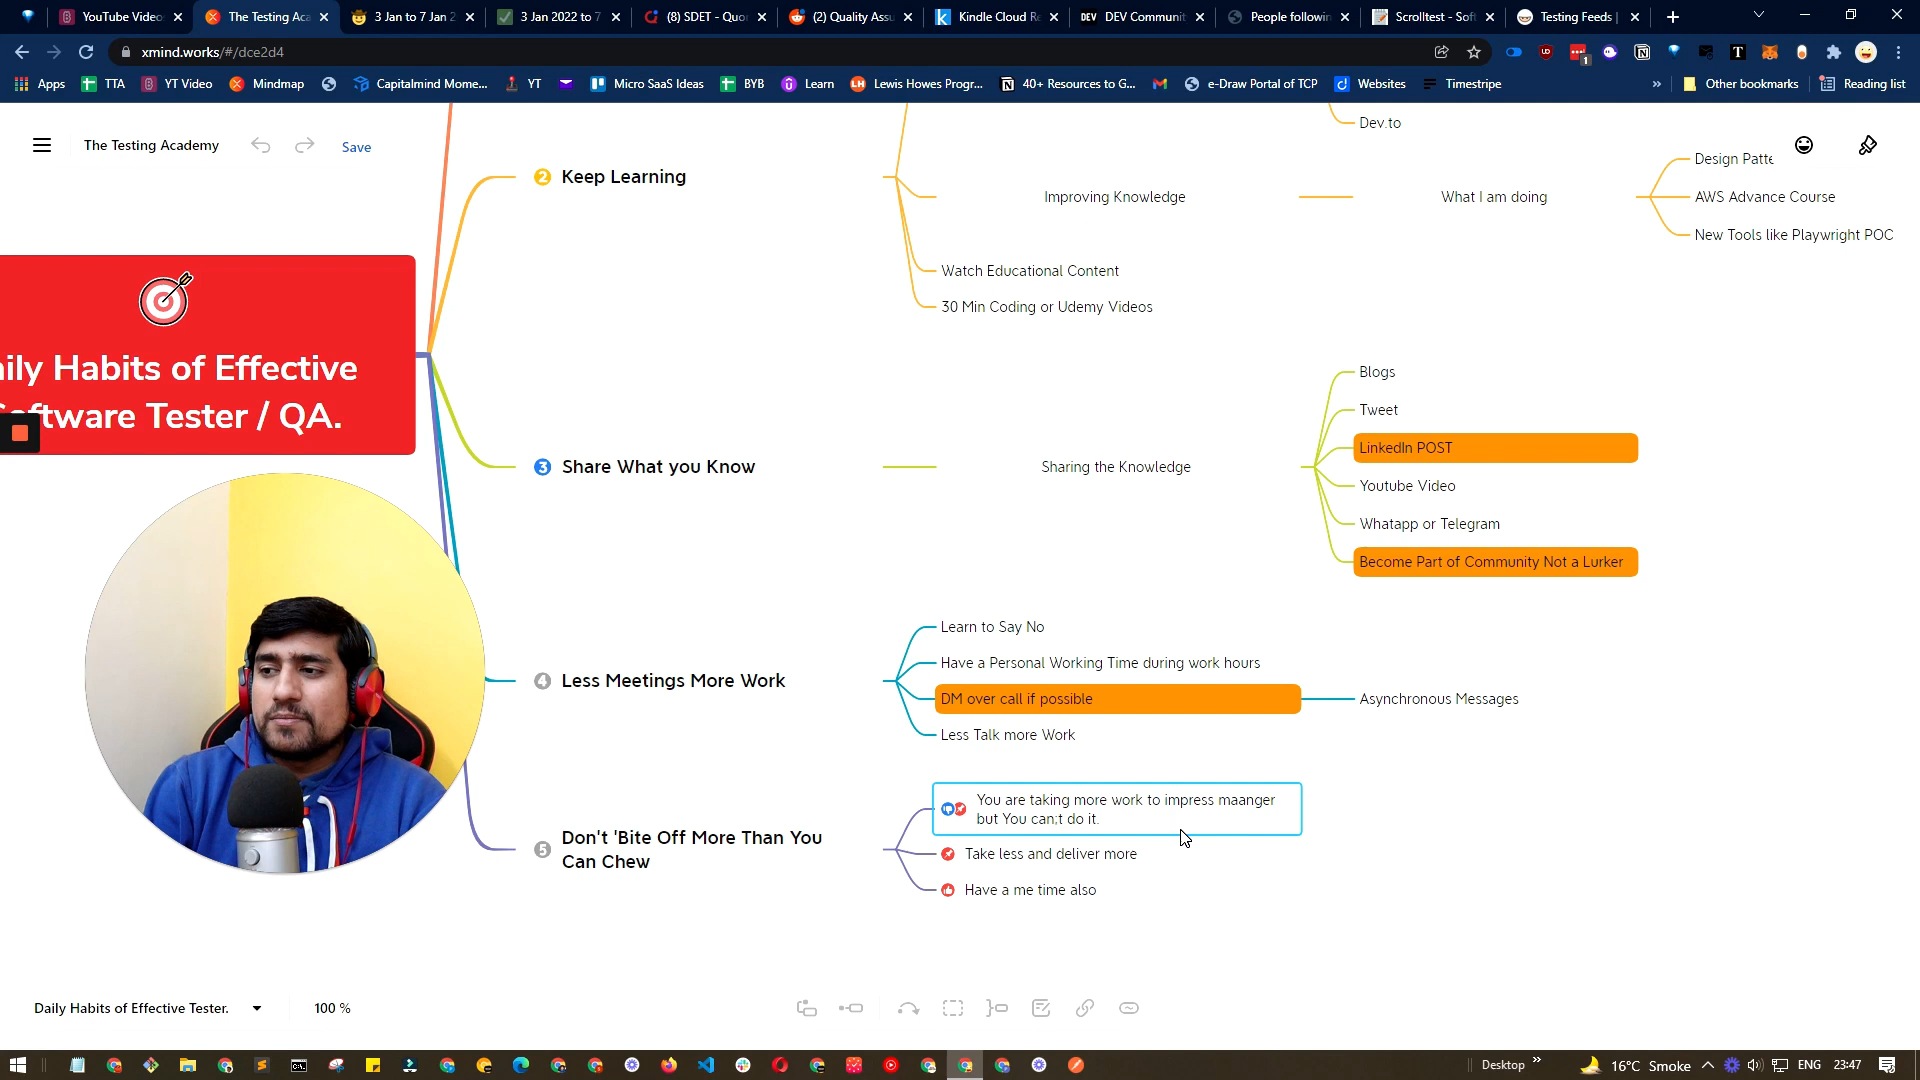 YouTube Video
The Testing Aca
3 Jan to 7 Jan 2
3 Jan 2022 to 7
(8) SDET - Quor
(2) Quality Assu
Kindle Cloud Re
DEV Communit
People followin
Scrolltest - Soft
Testing Feeds |
xmind.works/#/dce2d4
Apps
TTA
YT Video
Mindmap
Capitalmind Mome...
YT
Micro SaaS Ideas
BYB
Learn
Lewis Howes Progr...
40+ Resources to G...
e-Draw Portal of TCP
Websites
Timestripe
Other bookmarks
Reading list
The Testing Academy
Save
Dev.to
Design Patte
2 Keep Learning
Improving Knowledge
What I am doing
AWS Advance Course
New Tools like Playwright POC
Watch Educational Content
30 Min Coding or Udemy Videos
aily Habits of Effective
Software Tester / QA.
Blogs
Tweet
LinkedIn POST
3 Share What you Know
Sharing the Knowledge
Youtube Video
Whatapp or Telegram
Become Part of Community Not a Lurker
Learn to Say No
Have a Personal Working Time during work hours
4 Less Meetings More Work
DM over call if possible
Asynchronous Messages
Less Talk more Work
You are taking more work to impress maanger
but You can;t do it.
5 Don't 'Bite Off More Than You
Can Chew
Take less and deliver more
Have a me time also
Daily Habits of Effective Tester.
100 %
Desktop
16°C Smoke
ENG
23:47